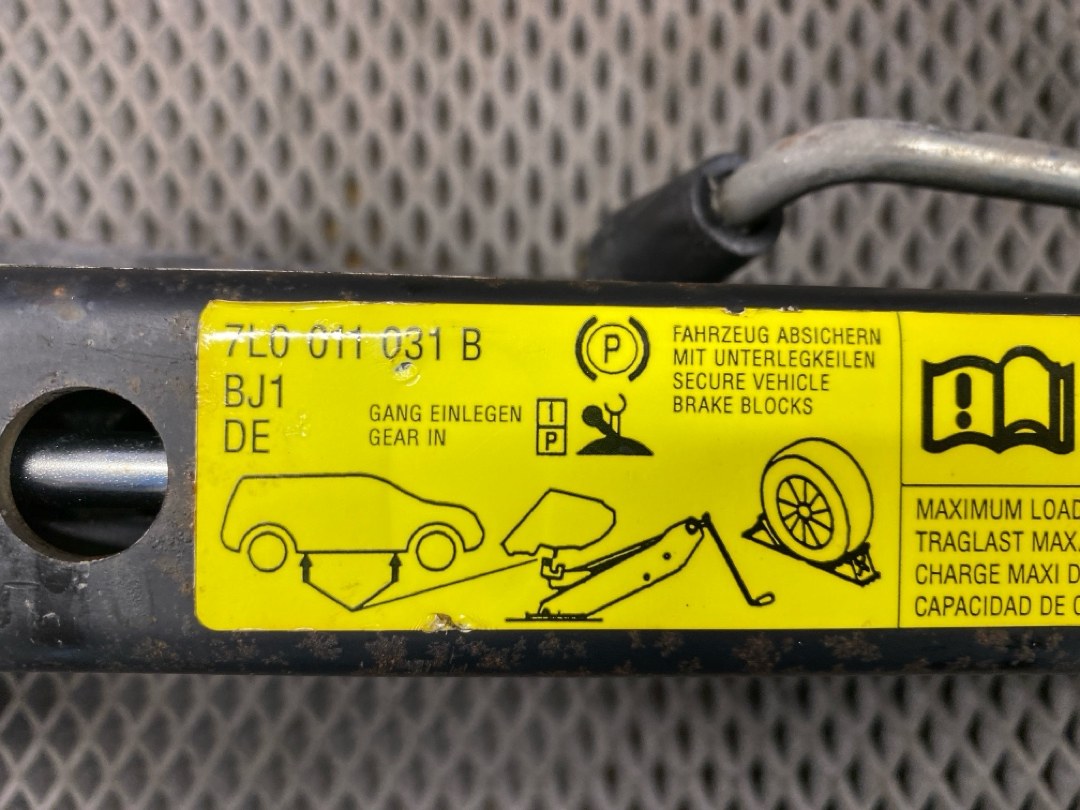 7L0 011 031 B
BJ1
DE
GANG EINLEGEN
GEAR IN
1
P
P
FAHRZEUG ABSICHERN
MIT UNTERLEGKEILEN
SECURE VEHICLE
BRAKE BLOCKS
!
MAXIMUM LOAD
TRAGLAST MAX.
CHARGE MAXI D
CAPACIDAD DE C